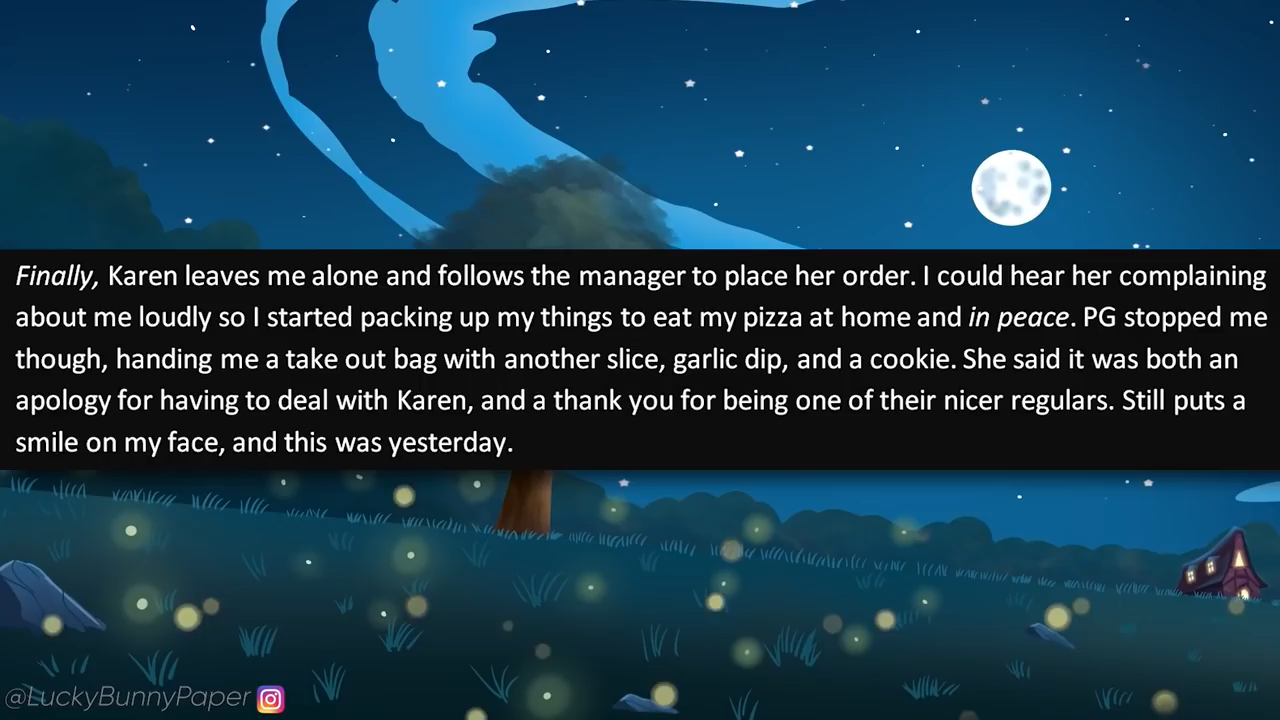 Finally, Karen leaves me alone and follows the manager to place her order. I could hear her complaining
about me loudly so I started packing up my things to eat my pizza at home and in peace. PG stopped me
though, handing me a take out bag with another slice, garlic dip, and a cookie. She said it was both an
apology for having to deal with Karen, and a thank you for being one of their nicer regulars. Still puts a
smile on my face, and this was yesterday.
@LuckyBunnyPaper